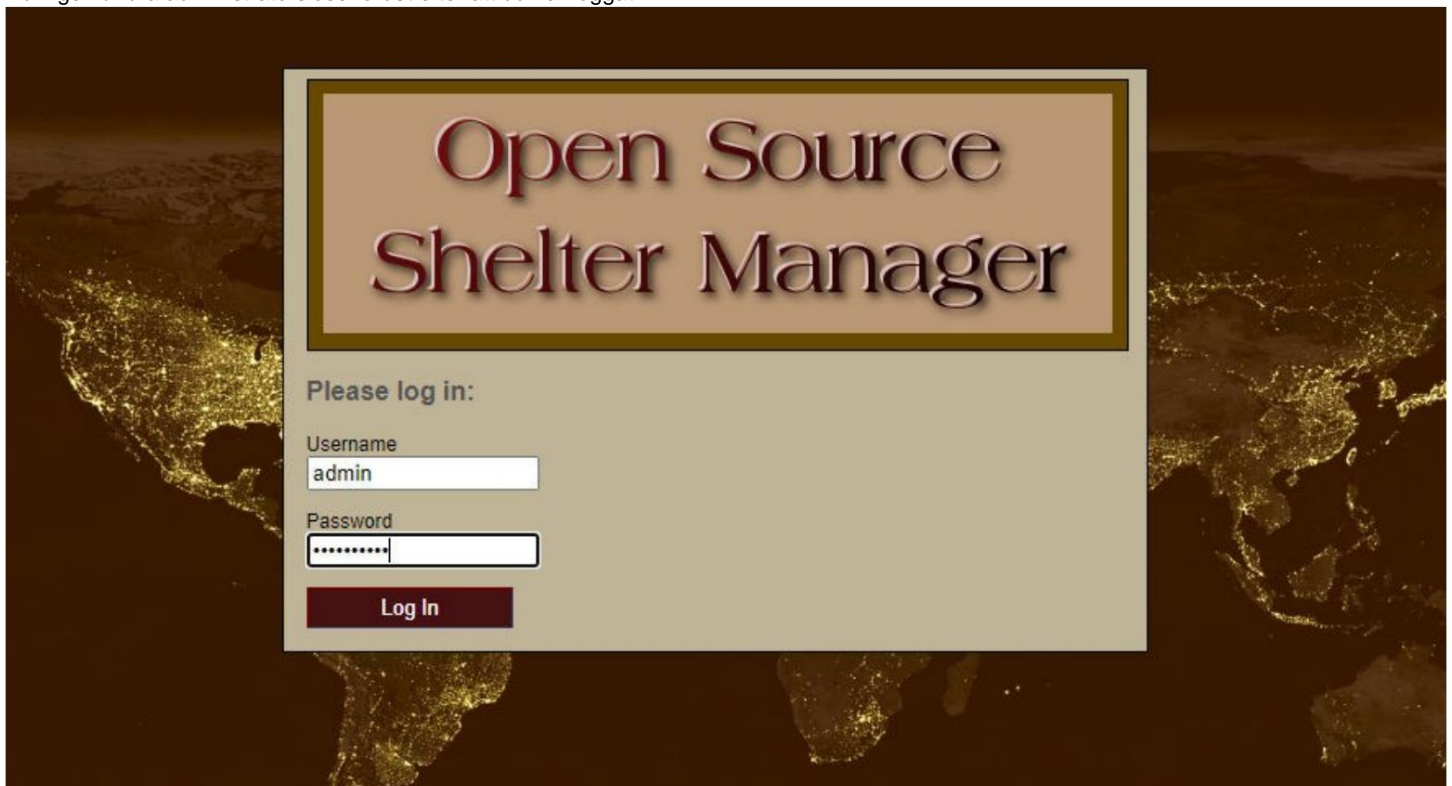 Open Source
Shelter Manager
Please log in:
Username
admin
Password
••••••••••
Log In